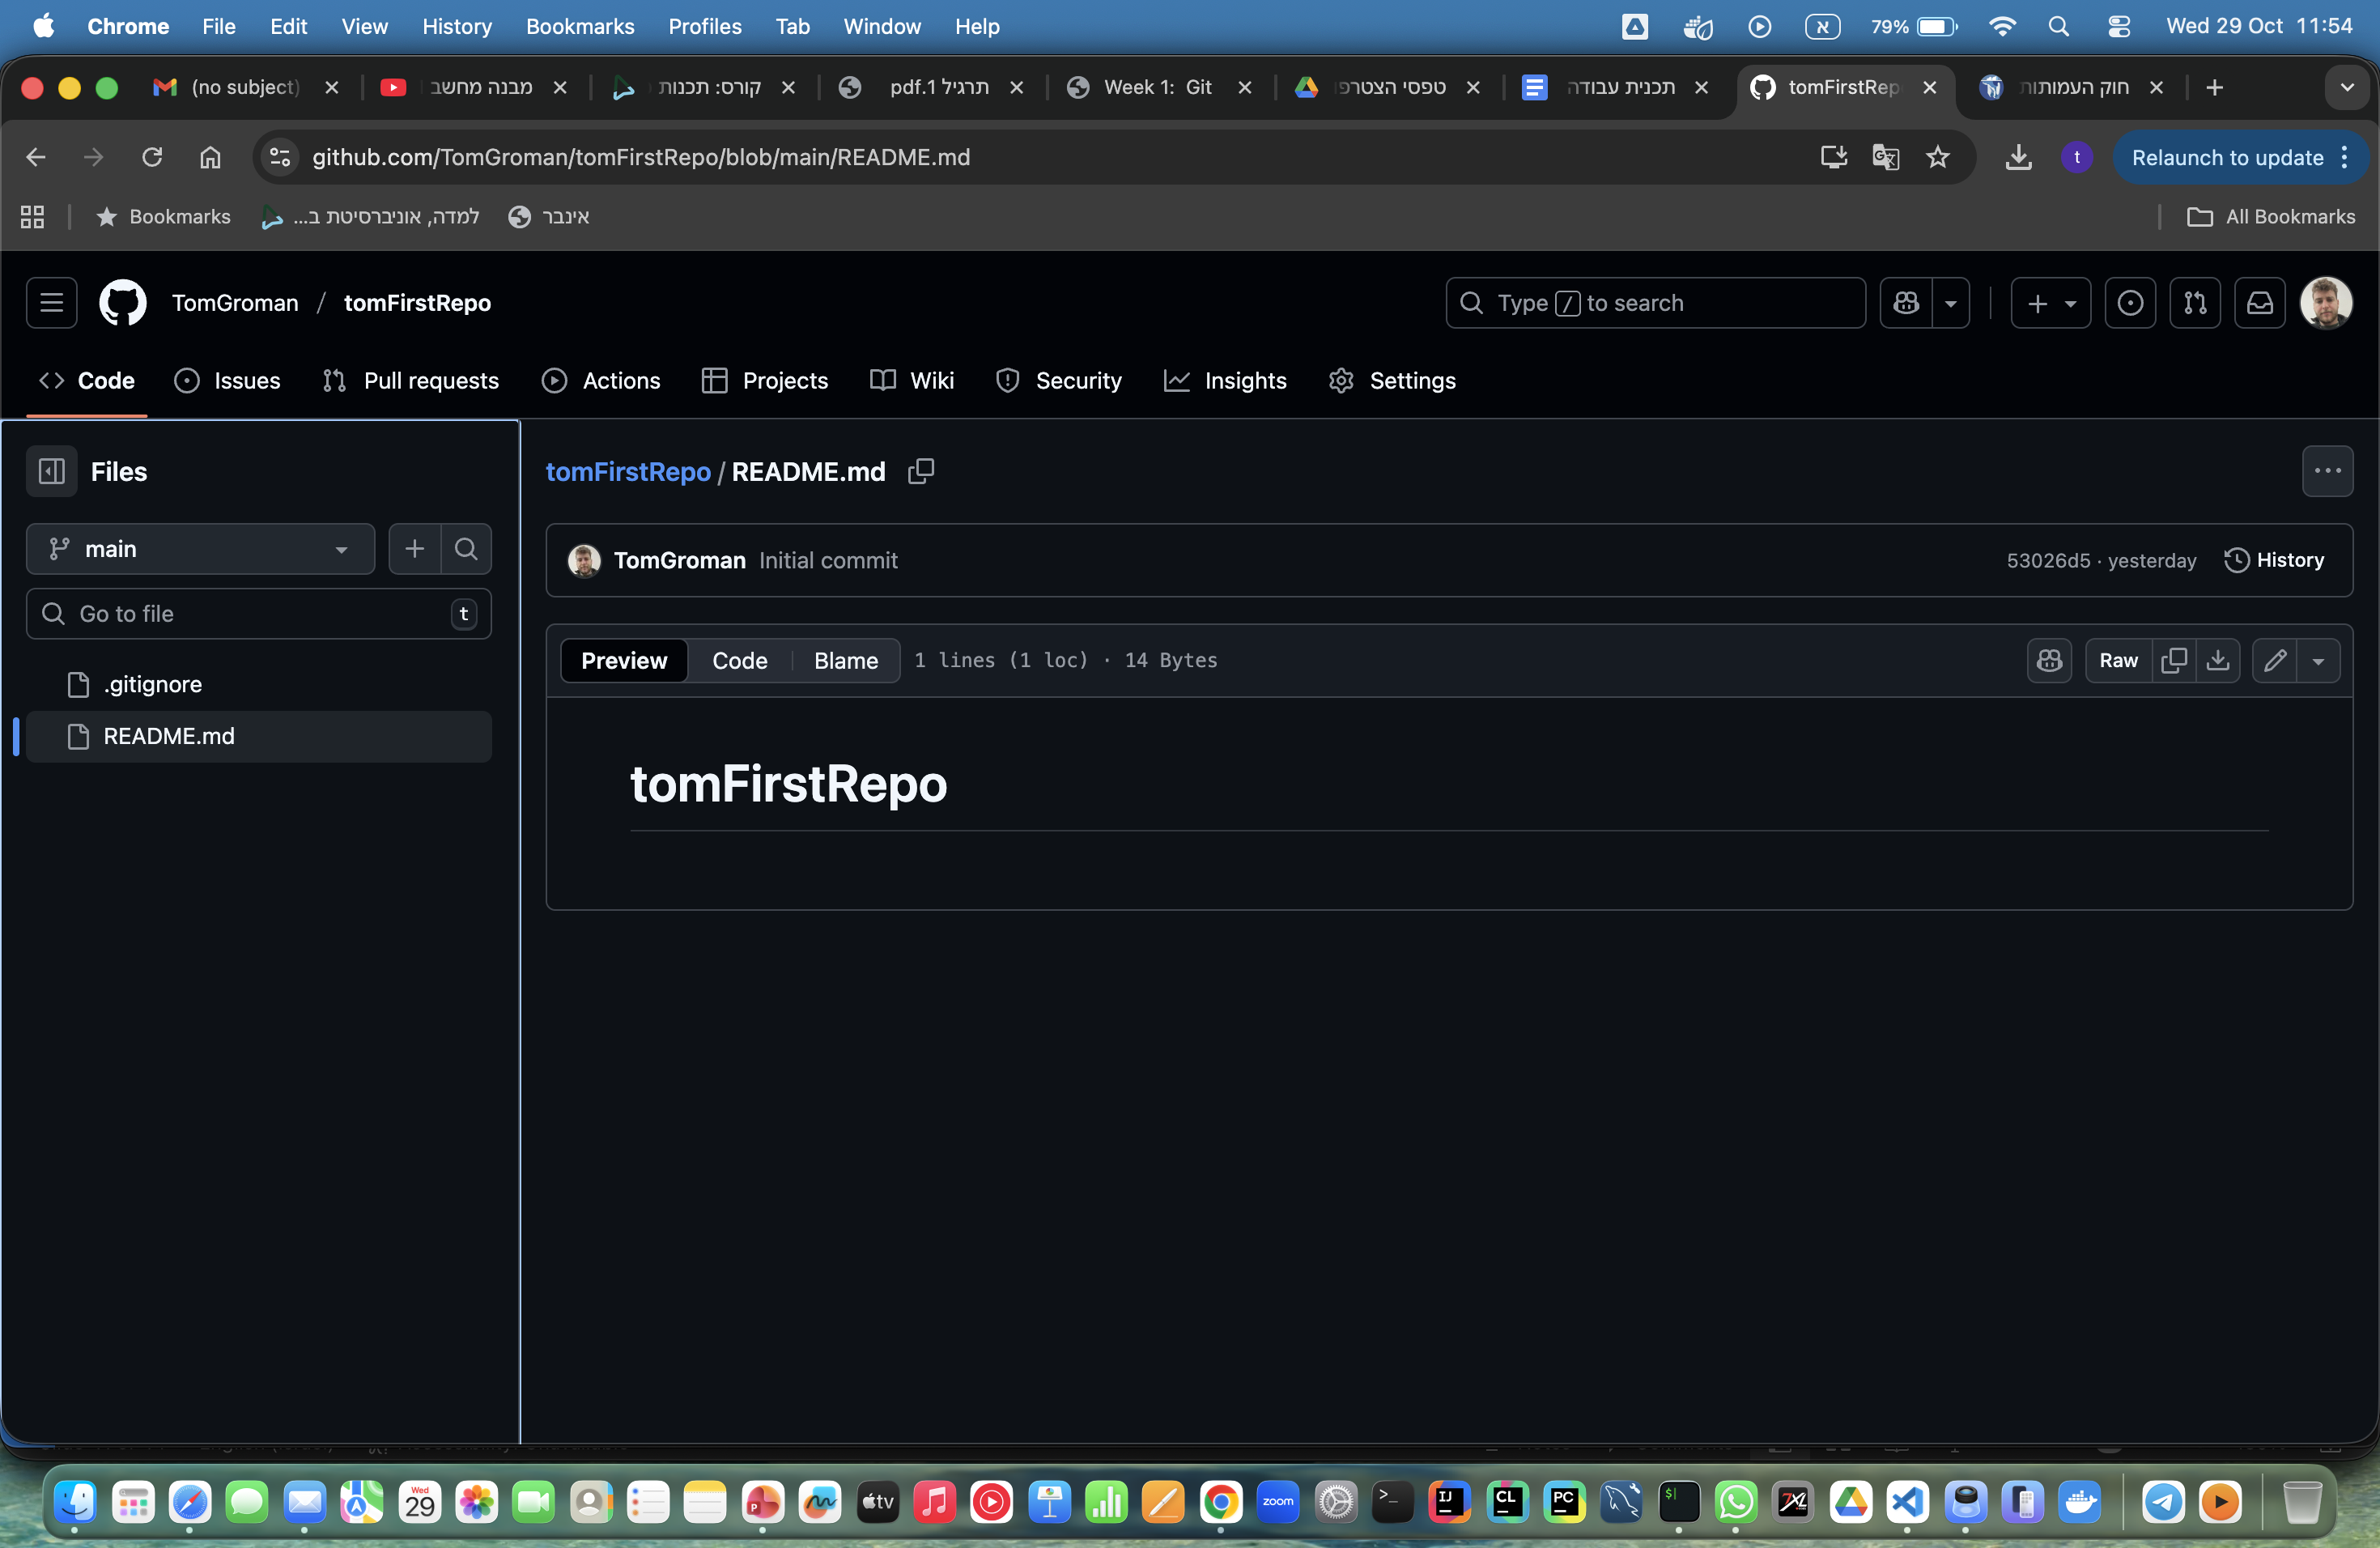 Chrome File Edit View History Bookmarks Profiles Tab Window Help
א 79% Wed 29 Oct 11:54
(no subject)
מבנה מחשב
קורס: תכנות
תרגיל 1.pdf
Week 1: Git
טפסי הצטרפ
תכנית עבודה
tomFirstRep
חוק העמותות
github.com/TomGroman/tomFirstRepo/blob/main/README.md
t
Relaunch to update
Bookmarks
למדה, אוניברסיטת ב...
אינבר
All Bookmarks
TomGroman / tomFirstRepo
Type / to search
Code Issues Pull requests Actions Projects Wiki Security Insights Settings
Files
main
Go to file t
.gitignore
README.md
tomFirstRepo / README.md
TomGroman Initial commit
53026d5 · yesterday History
Preview Code Blame 1 lines (1 loc) · 14 Bytes
Raw
tomFirstRepo
Wed
29
P
tv
zoom
>_
IJ
CL
PC
$